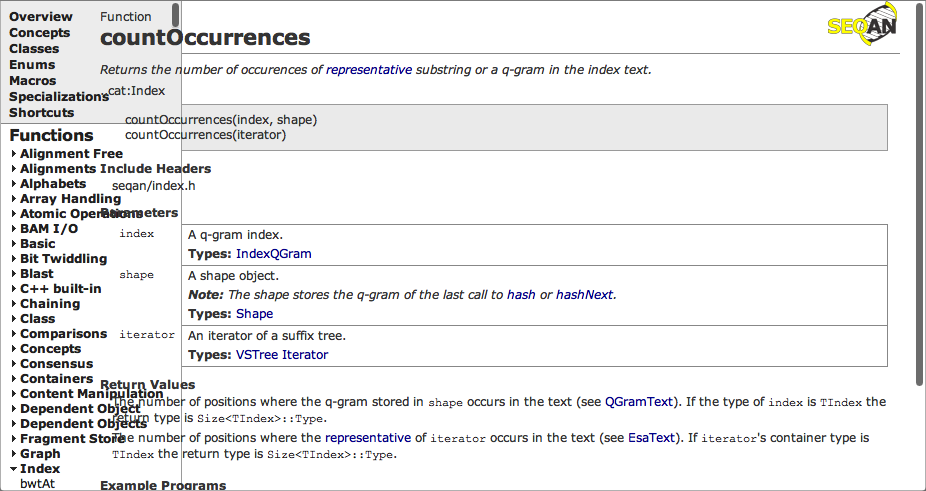 Overview
Concepts
Classes
Enums
Macros
Specializations
Shortcuts
Functions
Alignment Free
Alignments
Alphabets
Array Handling
Atomic Operations
BAM I/O
Basic
Bit Twiddling
Blast
C++ built-in
Chaining
Class
Comparisons
Concepts
Consensus
Containers
Content Manipulation
Dependent Object
Dependent Objects
Fragment Store
Graph
Index
bwtAt
Function
countOccurrences
SEQAN
Returns the number of occurences of representative substring or a q-gram in the index text.
..cat:Index
countOccurrences(index, shape)
countOccurrences(iterator)
Include Headers
seqan/index.h
Parameters
index
A q-gram index.
Types: IndexQGram
shape
A shape object.
Note: The shape stores the q-gram of the last call to hash or hashNext.
Types: Shape
iterator
An iterator of a suffix tree.
Types: VSTree Iterator
Return Values
The number of positions where the q-gram stored in shape occurs in the text (see QGramText). If the type of index is TIndex the
return type is Size<TIndex>::Type.
The number of positions where the representative of iterator occurs in the text (see EsaText). If iterator's container type is
TIndex the return type is Size<TIndex>::Type.
Example Programs